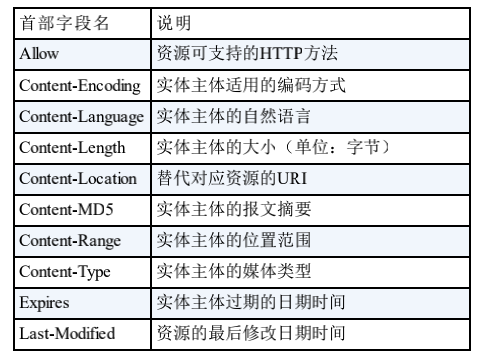 首部字段名 说明
Allow 资源可支持的HTTP方法
Content-Encoding 实体主体适用的编码方式
Content-Language 实体主体的自然语言
Content-Length 实体主体的大小（单位：字节）
Content-Location 替代对应资源的URI
Content-MD5 实体主体的报文摘要
Content-Range 实体主体的位置范围
Content-Type 实体主体的媒体类型
Expires 实体主体过期的日期时间
Last-Modified 资源的最后修改日期时间